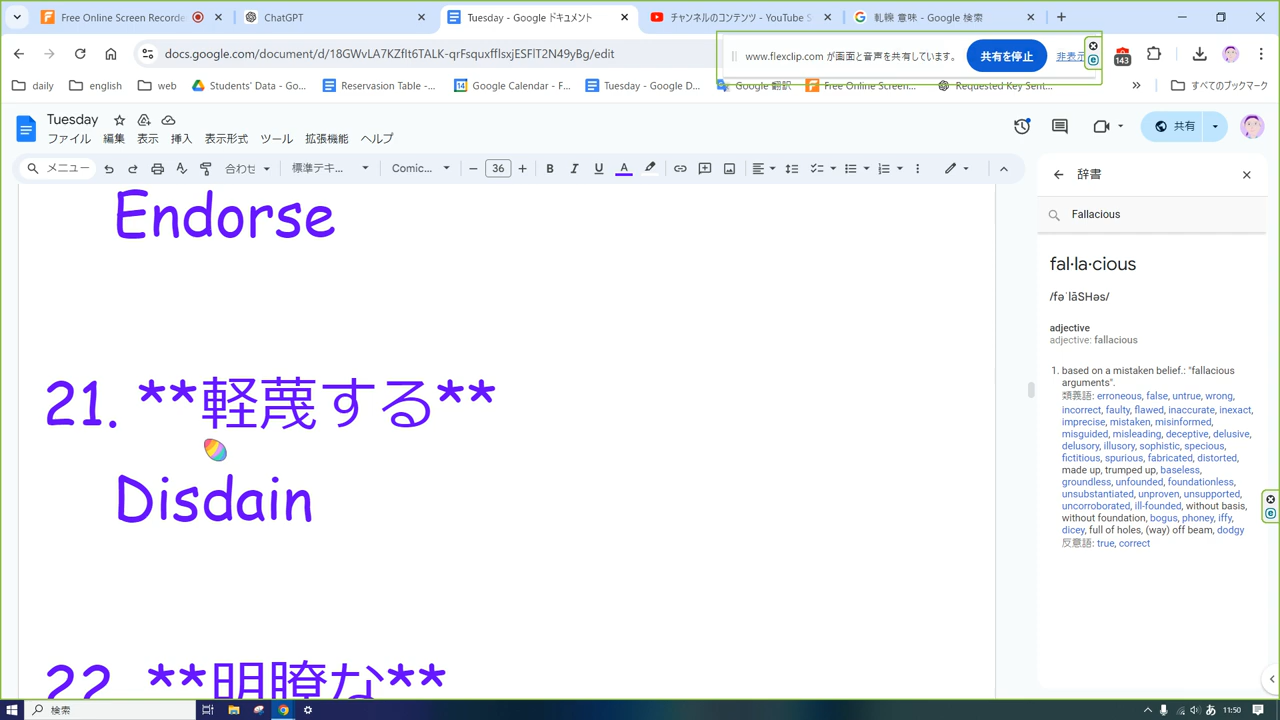 Free Online Screen Recorde
ChatGPT
Tuesday - Google ドキュメント
チャンネルのコンテンツ - YouTube S
軋轢 意味 - Google 検索
docs.google.com/document/d/
/edit
www.flexclip.com が画面と音声を共有しています。
共有を停止
非表示
143
daily
english
web
Students' Data - Go...
Reservasion Table -...
Google Calendar - F...
Tuesday - Google D...
Google 翻訳
Free Online Screen...
Requested Key Sent...
すべてのブックマーク
Tuesday
ファイル 編集 表示 挿入 表示形式 ツール 拡張機能 ヘルプ
共有
メニュー
合わせ
標準テキ...
Comic...
36
Endorse
21. **軽蔑する**
Disdain
22. **明瞭な**
辞書
Fallacious
fal·la·cious
/fəˈlāSHəs/
adjective
adjective: fallacious
1. based on a mistaken belief.: "fallacious
arguments".
類義語: erroneous, false, untrue, wrong,
incorrect, faulty, flawed, inaccurate, inexact,
imprecise, mistaken, misinformed,
misguided, misleading, deceptive, delusive,
delusory, illusory, sophistic, specious,
fictitious, spurious, fabricated, distorted,
made up, trumped up, baseless,
groundless, unfounded, foundationless,
unsubstantiated, unproven, unsupported,
uncorroborated, ill-founded, without basis,
without foundation, bogus, phoney, iffy,
dicey, full of holes, (way) off beam, dodgy
反意語: true, correct
検索
あ
11:50